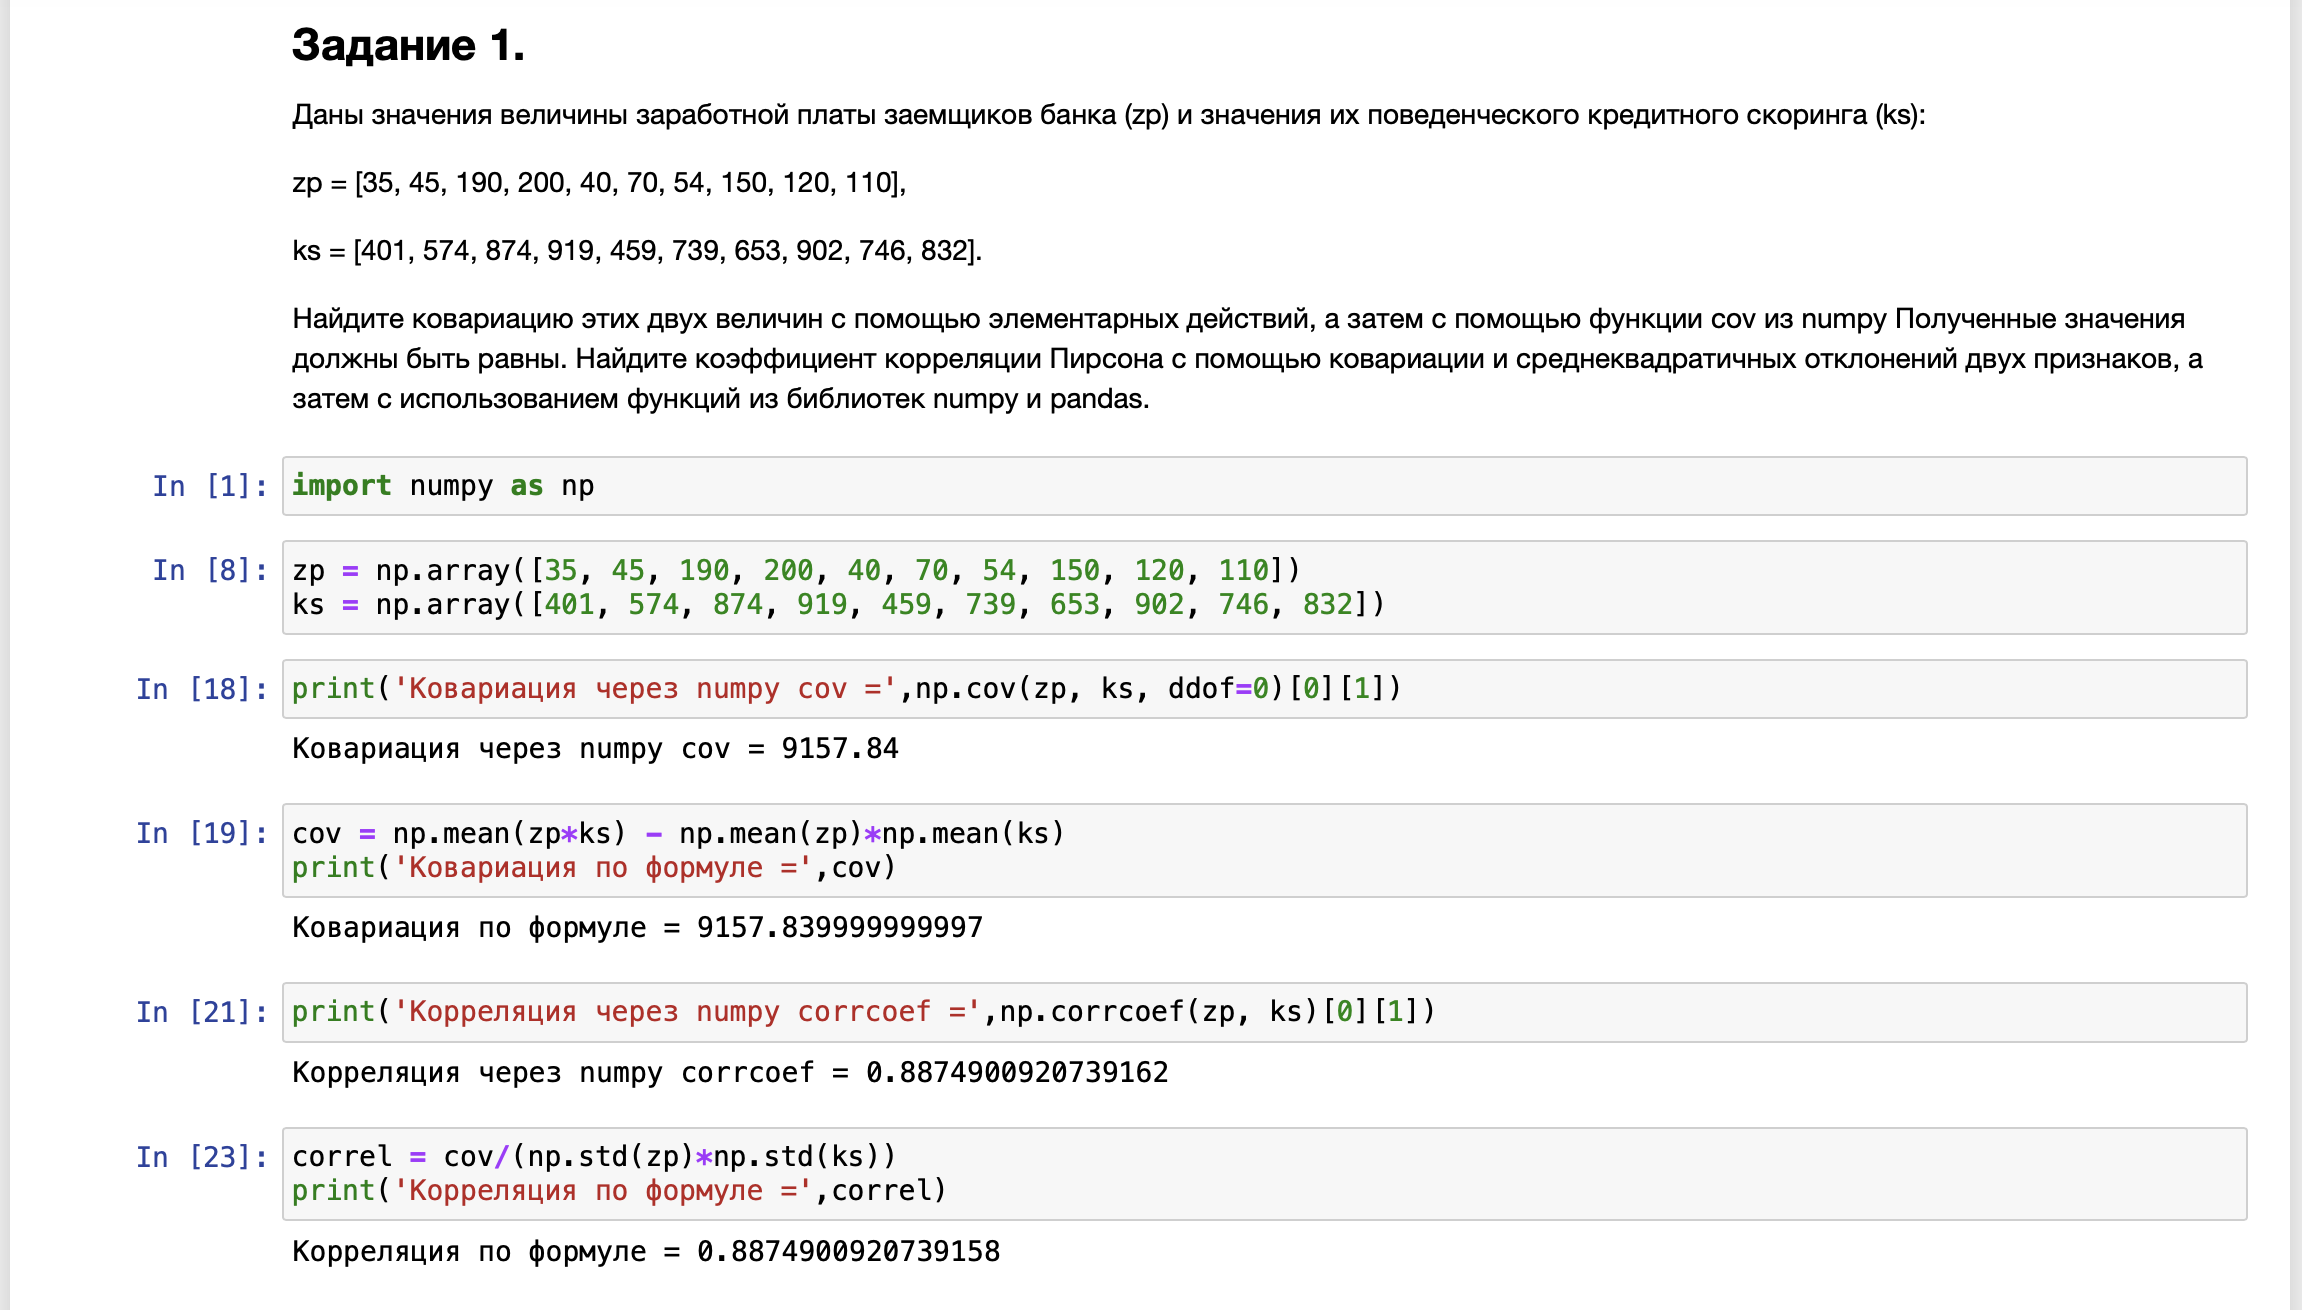 Задание 1.
Даны значения величины заработной платы заемщиков банка (zp) и значения их поведенческого кредитного скоринга (ks):
zp = [35, 45, 190, 200, 40, 70, 54, 150, 120, 110],
ks = [401, 574, 874, 919, 459, 739, 653, 902, 746, 832].
Найдите ковариацию этих двух величин с помощью элементарных действий, а затем с помощью функции cov из numpy Полученные значения
должны быть равны. Найдите коэффициент корреляции Пирсона с помощью ковариации и среднеквадратичных отклонений двух признаков, а
затем с использованием функций из библиотек numpy и pandas.
In [1]: import numpy as np
In [8]: zp = np.array([35, 45, 190, 200, 40, 70, 54, 150, 120, 110])
ks = np.array([401, 574, 874, 919, 459, 739, 653, 902, 746, 832])
In [18]: print('Ковариация через numpy cov =',np.cov(zp, ks, ddof=0)[0][1])
Ковариация через numpy cov = 9157.84
In [19]: cov = np.mean(zp*ks) - np.mean(zp)*np.mean(ks)
print('Ковариация по формуле =',cov)
Ковариация по формуле = 9157.839999999997
In [21]: print('Корреляция через numpy corrcoef =',np.corrcoef(zp, ks)[0][1])
Корреляция через numpy corrcoef = 0.8874900920739162
In [23]: correl = cov/(np.std(zp)*np.std(ks))
print('Корреляция по формуле =',correl)
Корреляция по формуле = 0.8874900920739158